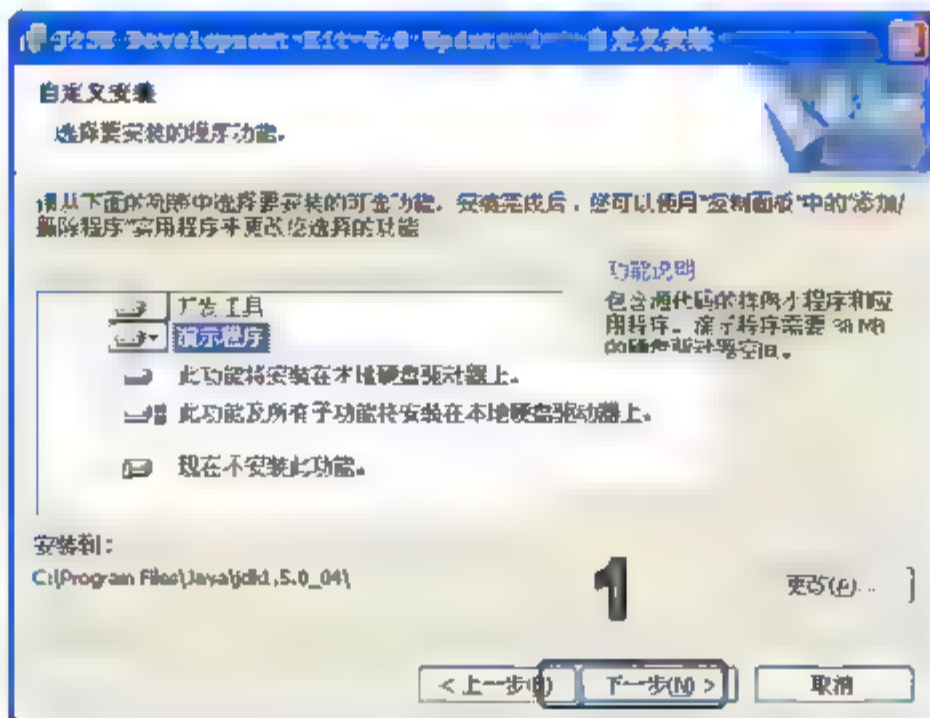 J2SE Development Kit 5.0 Update 4 - 自定义安装
自定义安装
选择要安装的程序功能。
请从下面的列表中选择要安装的可选功能。安装完成后，您可以使用“控制面板”中的“添加/
删除程序”实用程序来更改您选择的功能
功能说明
开发工具
演示程序
包含源代码的样例小程序和应
用程序。演示程序需要 MB
的硬盘驱动器空间。
此功能将安装在本地硬盘驱动器上。
此功能及所有子功能将安装在本地硬盘驱动器上。
现在不安装此功能。
安装到：
C:\Program Files\Java\jdk1.5.0_04\
1
更改(A)...
< 上一步(B)
下一步(N) >
取消